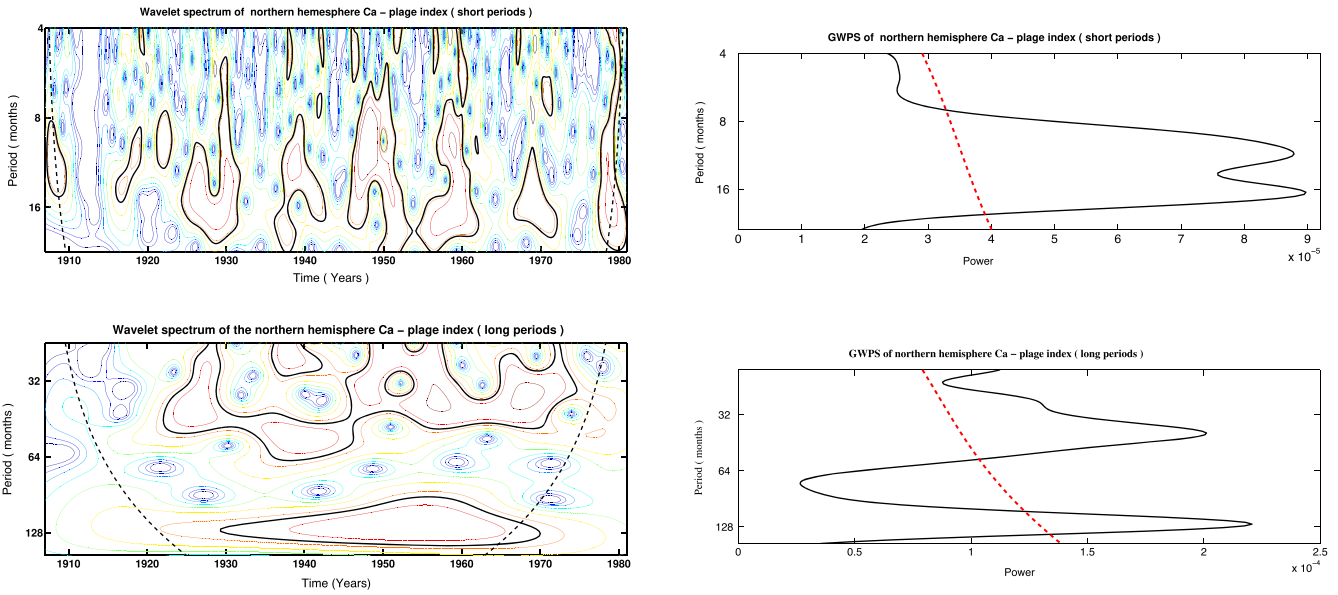 Wavelet spectrum of northern hemesphere Ca – plage index ( short periods )
4
8
16
Period ( months )
1910 1920 1930 1940 1950 1960 1970 1980
Time ( Years )
GWPS of northern hemisphere Ca – plage index ( short periods )
4
8
16
Period ( months )
0 1 2 3 4 5 6 7 8 9
x 10⁻⁵
Power
Wavelet spectrum of the northern hemisphere Ca – plage index ( long periods )
32
64
128
Period ( months )
1910 1920 1930 1940 1950 1960 1970 1980
Time (Years)
GWPS of northern hemisphere Ca – plage index ( long periods )
32
64
128
Period ( months )
0 0.5 1 1.5 2 2.5
x 10⁻⁴
Power